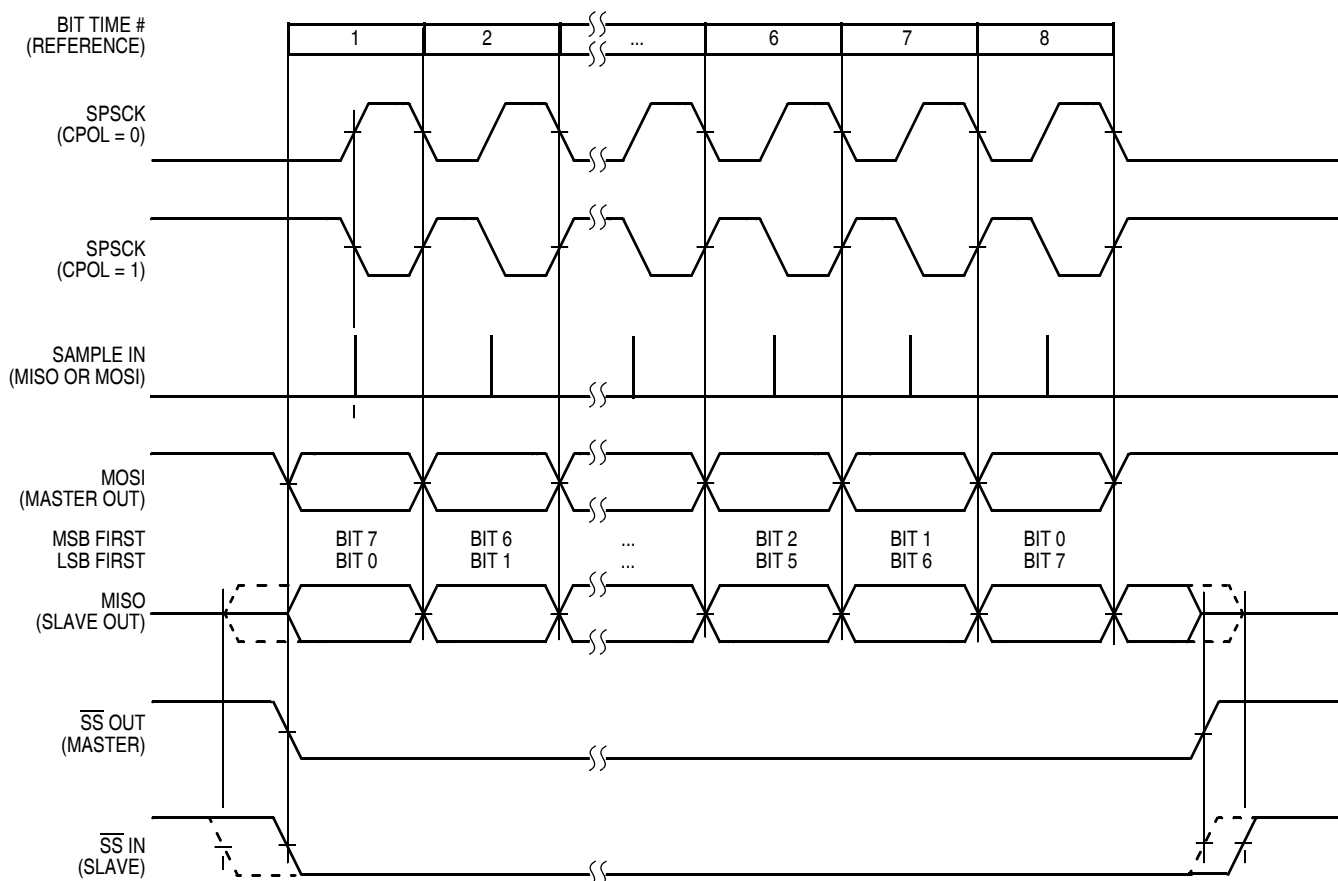 BIT TIME #
(REFERENCE)
1 2 ... 6 7 8
SPSCK
(CPOL = 0)
SPSCK
(CPOL = 1)
SAMPLE IN
(MISO OR MOSI)
MOSI
(MASTER OUT)
MSB FIRST BIT 7 BIT 6 ... BIT 2 BIT 1 BIT 0
LSB FIRST BIT 0 BIT 1 ... BIT 5 BIT 6 BIT 7
MISO
(SLAVE OUT)
S̅S̅ OUT
(MASTER)
S̅S̅ IN
(SLAVE)